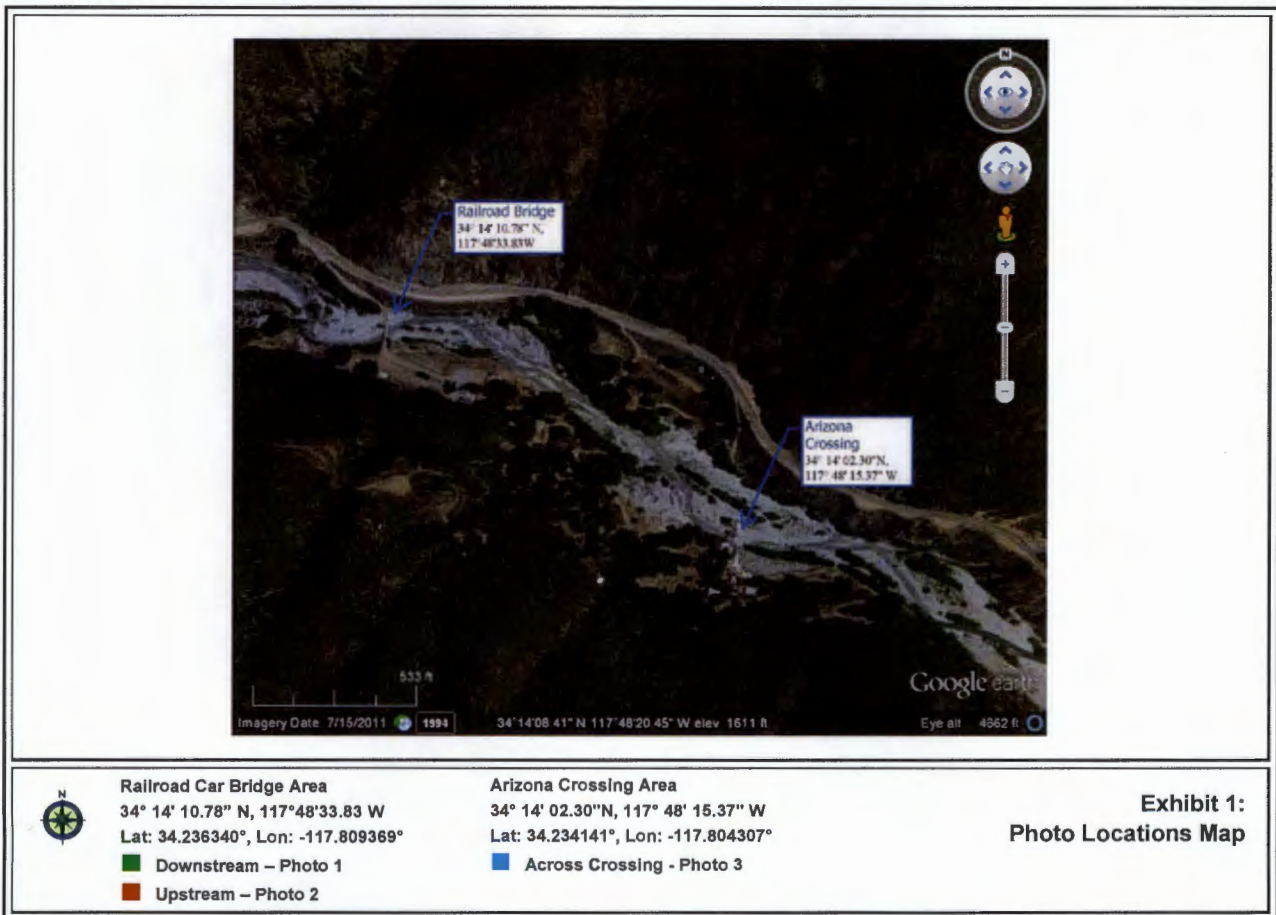 N
Railroad Bridge
34° 14' 10.78" N,
117°48'33.83W
Arizona
Crossing
34° 14' 02.30"N,
117° 48' 15.37" W
533 ft
Google earth
Imagery Date 7/15/2011 1994 34°14'08 41" N 117°48'20.45" W elev 1611 ft Eye alt 4662 ft
N
Railroad Car Bridge Area
34° 14' 10.78" N, 117°48'33.83 W
Lat: 34.236340°, Lon: -117.809369°
Downstream – Photo 1
Upstream – Photo 2
Arizona Crossing Area
34° 14' 02.30"N, 117° 48' 15.37" W
Lat: 34.234141°, Lon: -117.804307°
Across Crossing - Photo 3
Exhibit 1:
Photo Locations Map